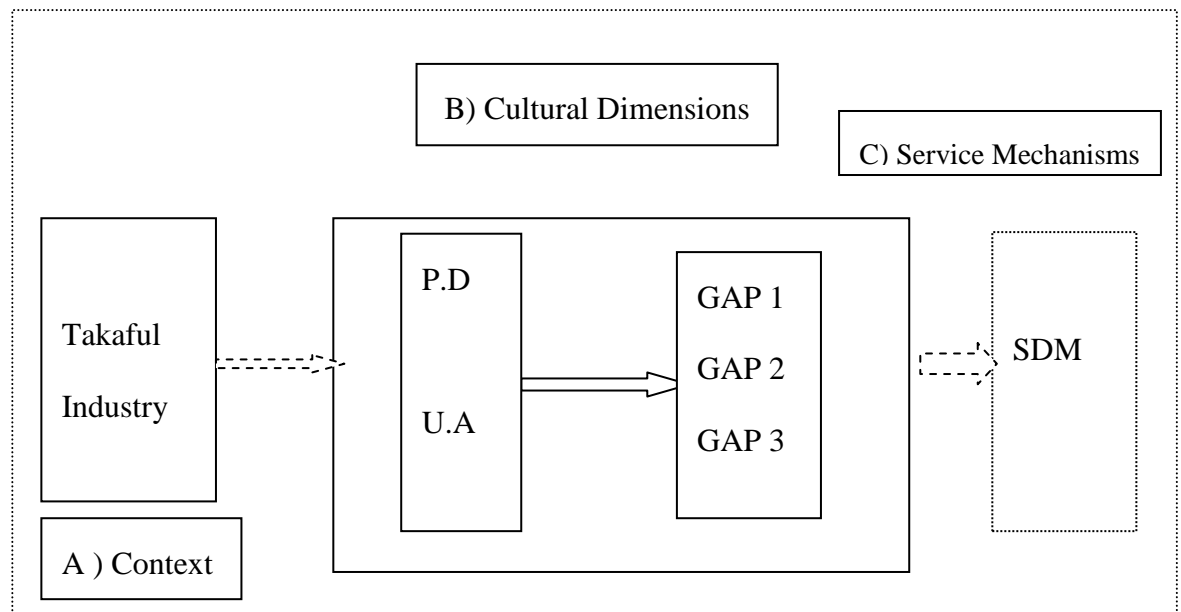 B) Cultural Dimensions
C) Service Mechanisms
Takaful
Industry
P.D
U.A
GAP 1
GAP 2
GAP 3
SDM
A ) Context